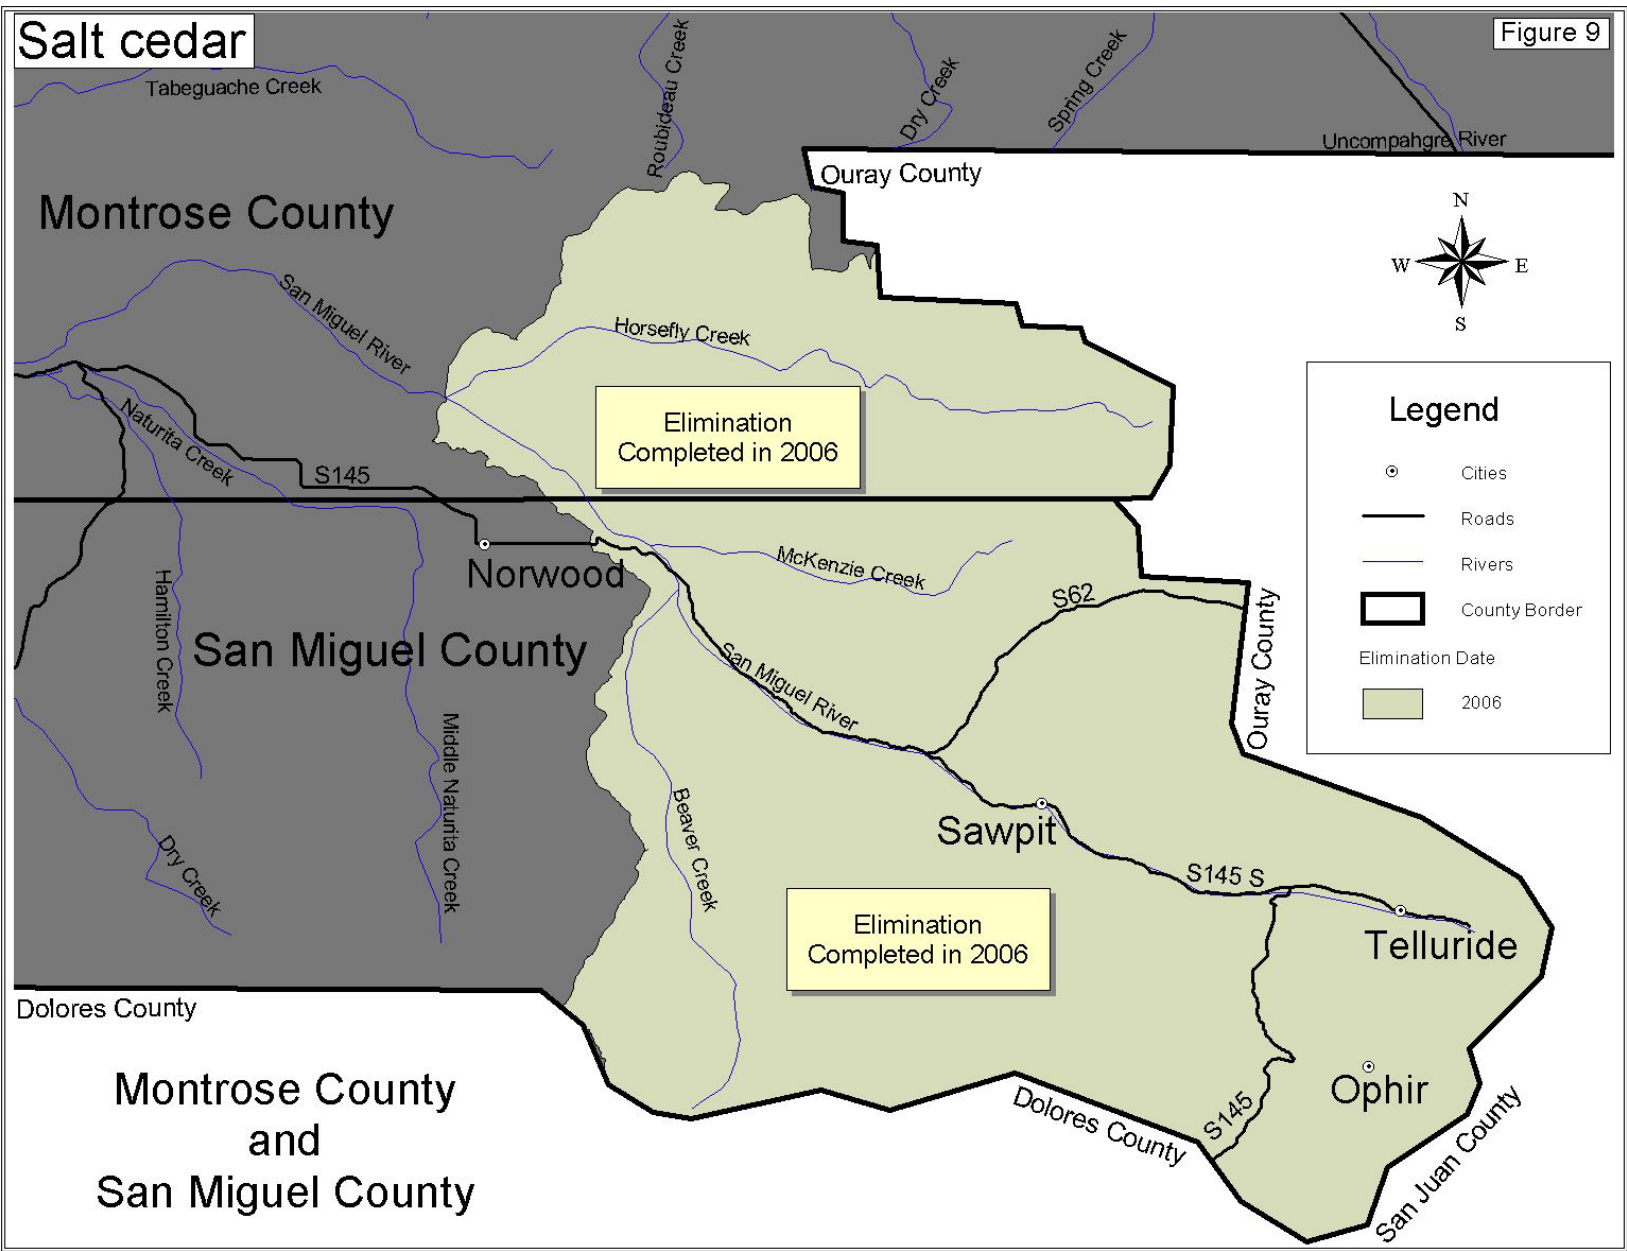 Salt cedar
Figure 9
Tabeguache Creek
Roubideau Creek
Dry Creek
Spring Creek
Uncompahgre River
Ouray County
Montrose County
N
W
E
S
San Miguel River
Horsefly Creek
Elimination
Completed in 2006
Naturita Creek
S145
Legend
Cities
Roads
Rivers
County Border
Elimination Date
2006
Norwood
McKenzie Creek
S62
Ouray County
Hamilton Creek
San Miguel County
San Miguel River
Middle Naturita Creek
Beaver Creek
Dry Creek
Sawpit
S145 S
Telluride
Elimination
Completed in 2006
Dolores County
Ophir
S145
Dolores County
San Juan County
Montrose County
and
San Miguel County